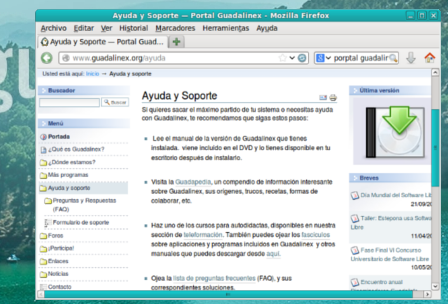 Ayuda y Soporte — Portal Guadalinex - Mozilla Firefox
Archivo Editar Ver Historial Marcadores Herramientas Ayuda
Ayuda y Soporte — Portal Guad...
www.guadalinex.org/ayuda
porptal guadalir
Usted está aquí: Inicio → Ayuda y soporte
Buscador
Buscar
Menú
Portada
¿Qué es Guadalinex?
¿Dónde estamos?
Más programas
Ayuda y soporte
Preguntas y Respuestas
(FAQ)
Formulario de soporte
Foros
¡Participa!
Enlaces
Noticias
Contacto
Ayuda y Soporte
Si quieres sacar el máximo partido de tu sistema o necesitas ayuda
con Guadalinex, te recomendamos que sigas estos pasos:
Lee el manual de la versión de Guadalinex que tienes
instalada. viene incluido en el DVD y lo tienes disponible en tu
escritorio después de instalarlo.
Visita la Guadapedia, un compendio de información interesante
sobre Guadalinex, sus orígenes, trucos, recetas, formas de
colaborar, etc.
Haz uno de los cursos para autodidactas, disponibles en nuestra
sección de teleformación. También puedes ojear los fascículos
sobre aplicaciones y programas incluidos en Guadalinex y otros
manuales que puedes descargar desde aquí.
Ojea la lista de preguntas frecuentes (FAQ), y sus
correspondientes soluciones.
Última versión
Breves
Día Mundial del Software Lib
21/09/20
Taller: Estepona usa Softwa
Libre
11/04/20
Fase Final VI Concurso
Universitario de Software Libre
10/05/20
Encuentro anual